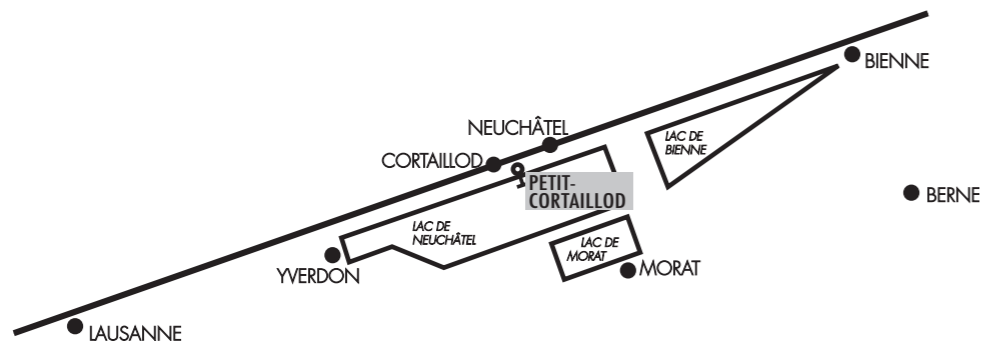 BIENNE
NEUCHÂTEL
LAC DE
BIENNE
CORTAILLOD
PETIT-
CORTAILLOD
BERNE
LAC DE
NEUCHÂTEL
LAC DE
MORAT
YVERDON
MORAT
LAUSANNE